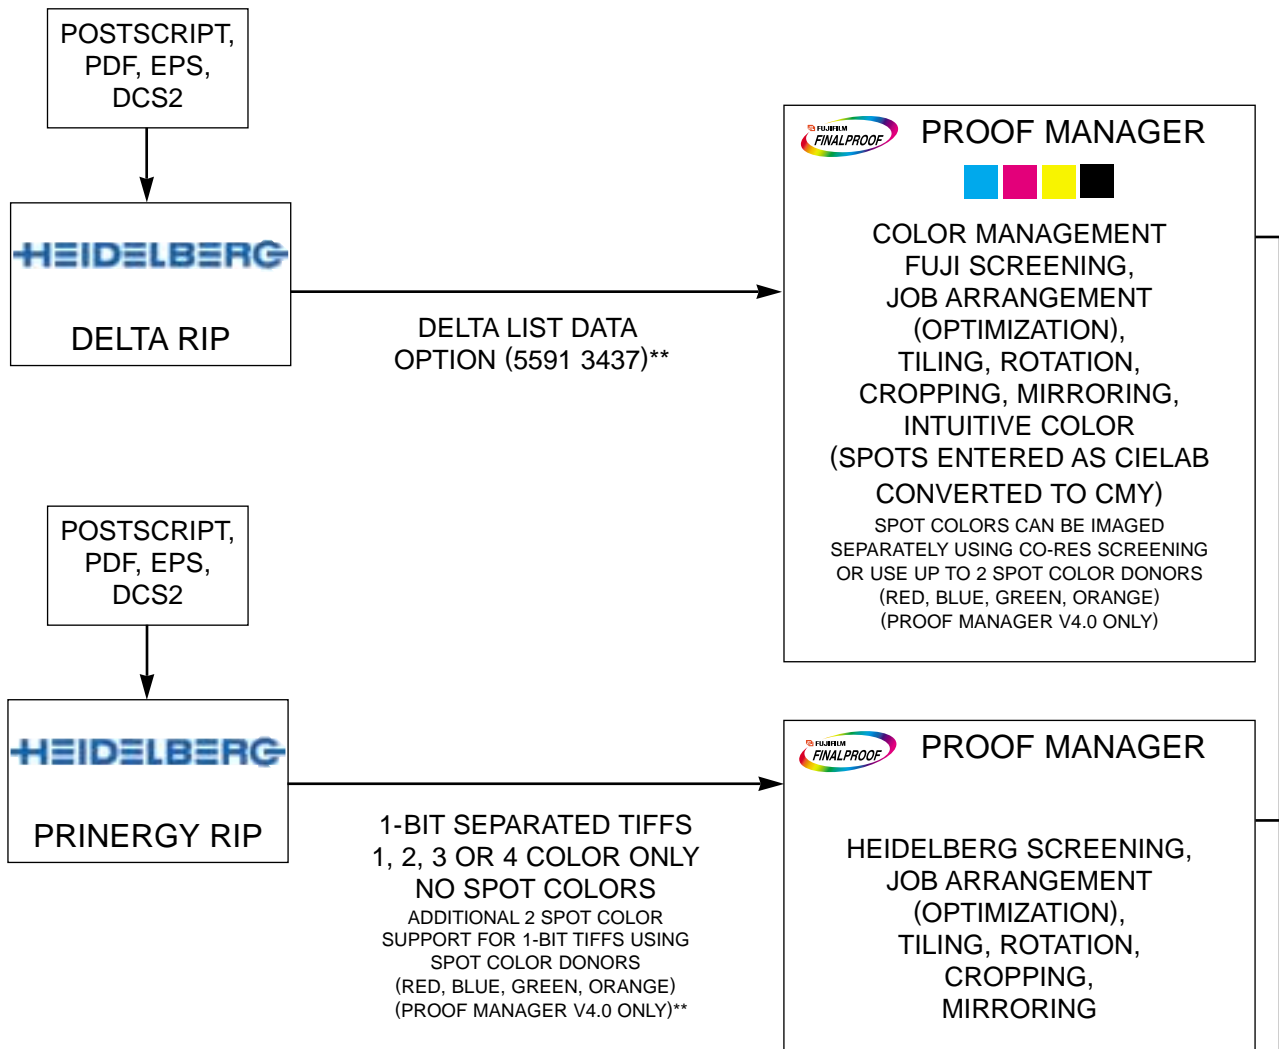 POSTSCRIPT,
PDF, EPS,
DCS2
HEIDELBERG
DELTA RIP
DELTA LIST DATA
OPTION (5591 3437)**
FUJIFILM
FINALPROOF
PROOF MANAGER
COLOR MANAGEMENT
FUJI SCREENING,
JOB ARRANGEMENT
(OPTIMIZATION),
TILING, ROTATION,
CROPPING, MIRRORING,
INTUITIVE COLOR
(SPOTS ENTERED AS CIELAB
CONVERTED TO CMY)
SPOT COLORS CAN BE IMAGED
SEPARATELY USING CO-RES SCREENING
OR USE UP TO 2 SPOT COLOR DONORS
(RED, BLUE, GREEN, ORANGE)
(PROOF MANAGER V4.0 ONLY)
POSTSCRIPT,
PDF, EPS,
DCS2
HEIDELBERG
PRINERGY RIP
1-BIT SEPARATED TIFFS
1, 2, 3 OR 4 COLOR ONLY
NO SPOT COLORS
ADDITIONAL 2 SPOT COLOR
SUPPORT FOR 1-BIT TIFFS USING
SPOT COLOR DONORS
(RED, BLUE, GREEN, ORANGE)
(PROOF MANAGER V4.0 ONLY)**
FUJIFILM
FINALPROOF
PROOF MANAGER
HEIDELBERG SCREENING,
JOB ARRANGEMENT
(OPTIMIZATION),
TILING, ROTATION,
CROPPING,
MIRRORING